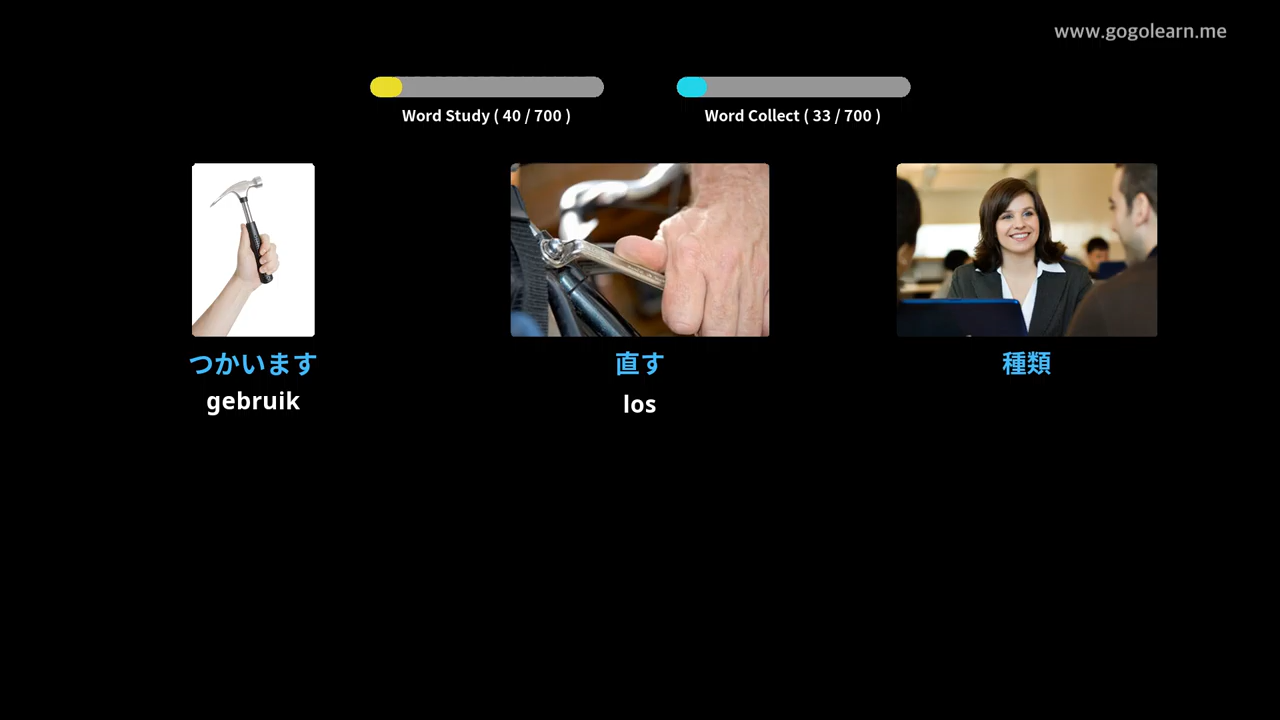 www.gogolearn.me
Word Study ( 40 / 700 )
Word Collect ( 33 / 700 )
つかいます
直す
種類
gebruik
los